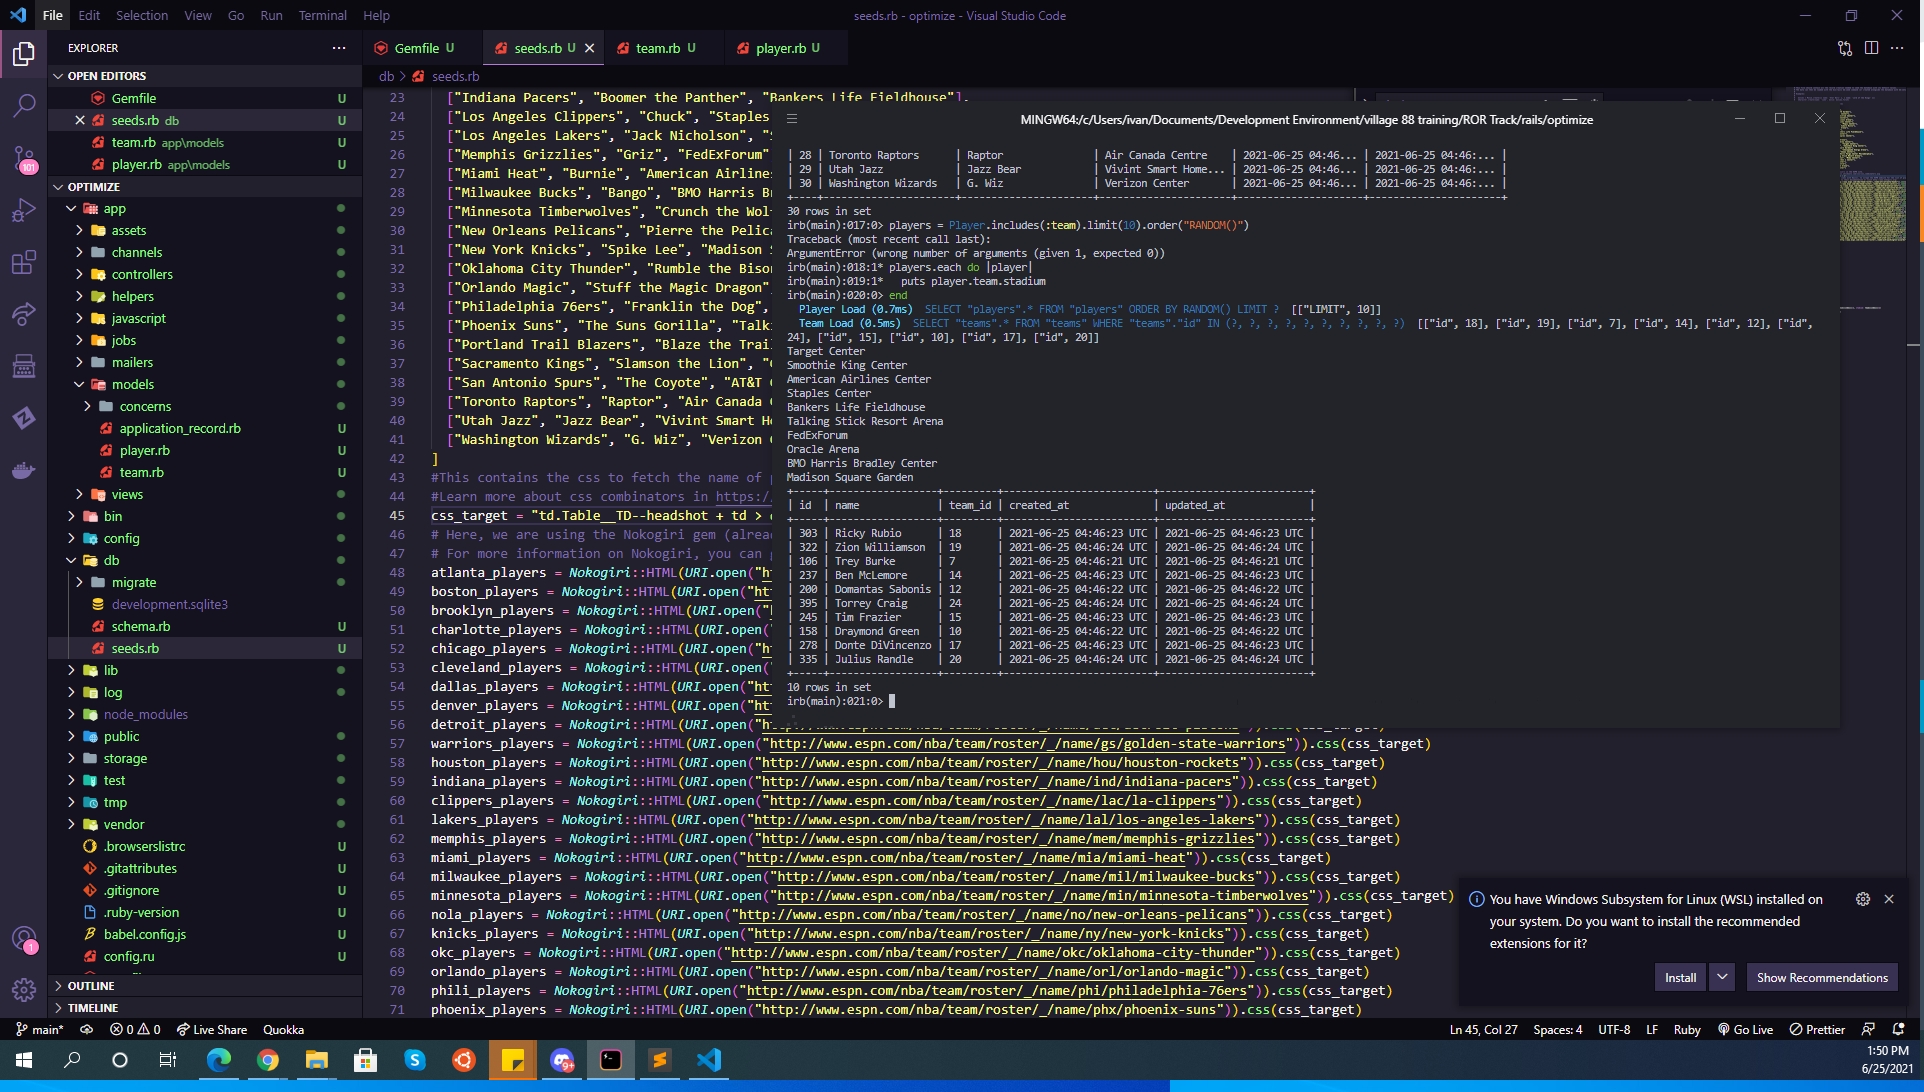 File Edit Selection View Go Run Terminal Help
seeds.rb - optimize - Visual Studio Code
EXPLORER
Gemfile U
seeds.rb U
team.rb U
player.rb U
OPEN EDITORS
db > seeds.rb
Gemfile U
seeds.rb db U
team.rb app\models U
player.rb app\models U
OPTIMIZE
app
assets
channels
controllers
helpers
javascript
jobs
mailers
models
concerns
application_record.rb U
player.rb U
team.rb U
views
bin
config
db
migrate
development.sqlite3
schema.rb U
seeds.rb U
lib
log
node_modules
public
storage
test
tmp
vendor
.browserslistrc U
.gitattributes U
.gitignore U
.ruby-version U
babel.config.js U
config.ru U
OUTLINE
TIMELINE
101
1
23 ["Indiana Pacers", "Boomer the Panther", "Bankers Life Fieldhouse"],
24 ["Los Angeles Clippers", "Chuck", "Staples
25 ["Los Angeles Lakers", "Jack Nicholson", "S
26 ["Memphis Grizzlies", "Griz", "FedExForum"
27 ["Miami Heat", "Burnie", "American Airlines
28 ["Milwaukee Bucks", "Bango", "BMO Harris Br
29 ["Minnesota Timberwolves", "Crunch the Wol
30 ["New Orleans Pelicans", "Pierre the Pelica
31 ["New York Knicks", "Spike Lee", "Madison S
32 ["Oklahoma City Thunder", "Rumble the Bison
33 ["Orlando Magic", "Stuff the Magic Dragon",
34 ["Philadelphia 76ers", "Franklin the Dog",
35 ["Phoenix Suns", "The Suns Gorilla", "Talki
36 ["Portland Trail Blazers", "Blaze the Trail
37 ["Sacramento Kings", "Slamson the Lion",
38 ["San Antonio Spurs", "The Coyote", "AT&T C
39 ["Toronto Raptors", "Raptor", "Air Canada C
40 ["Utah Jazz", "Jazz Bear", "Vivint Smart Ho
41 ["Washington Wizards", "G. Wiz", "Verizon C
42 ]
43 #This contains the css to fetch the name of p
44 #Learn more about css combinators in https:/
45 css_target = "td.Table__TD--headshot + td >
46 # Here, we are using the Nokogiri gem (alread
47 # For more information on Nokogiri, you can
48 atlanta_players = Nokogiri::HTML(URI.open("ht
49 boston_players = Nokogiri::HTML(URI.open("htt
50 brooklyn_players = Nokogiri::HTML(URI.open("h
51 charlotte_players = Nokogiri::HTML(URI.open("
52 chicago_players = Nokogiri::HTML(URI.open("ht
53 cleveland_players = Nokogiri::HTML(URI.open("
54 dallas_players = Nokogiri::HTML(URI.open("htt
55 denver_players = Nokogiri::HTML(URI.open("htt
56 detroit_players = Nokogiri::HTML(URI.open("ht
57 warriors_players = Nokogiri::HTML(URI.open("http://www.espn.com/nba/team/roster/_/name/gs/golden-state-warriors")).css(css_target)
58 houston_players = Nokogiri::HTML(URI.open("http://www.espn.com/nba/team/roster/_/name/hou/houston-rockets")).css(css_target)
59 indiana_players = Nokogiri::HTML(URI.open("http://www.espn.com/nba/team/roster/_/name/ind/indiana-pacers")).css(css_target)
60 clippers_players = Nokogiri::HTML(URI.open("http://www.espn.com/nba/team/roster/_/name/lac/la-clippers")).css(css_target)
61 lakers_players = Nokogiri::HTML(URI.open("http://www.espn.com/nba/team/roster/_/name/lal/los-angeles-lakers")).css(css_target)
62 memphis_players = Nokogiri::HTML(URI.open("http://www.espn.com/nba/team/roster/_/name/mem/memphis-grizzlies")).css(css_target)
63 miami_players = Nokogiri::HTML(URI.open("http://www.espn.com/nba/team/roster/_/name/mia/miami-heat")).css(css_target)
64 milwaukee_players = Nokogiri::HTML(URI.open("http://www.espn.com/nba/team/roster/_/name/mil/milwaukee-bucks")).css(css_target)
65 minnesota_players = Nokogiri::HTML(URI.open("http://www.espn.com/nba/team/roster/_/name/min/minnesota-timberwolves")).css(css_target)
66 nola_players = Nokogiri::HTML(URI.open("http://www.espn.com/nba/team/roster/_/name/no/new-orleans-pelicans")).css(css_target)
67 knicks_players = Nokogiri::HTML(URI.open("http://www.espn.com/nba/team/roster/_/name/ny/new-york-knicks")).css(css_target)
68 okc_players = Nokogiri::HTML(URI.open("http://www.espn.com/nba/team/roster/_/name/okc/oklahoma-city-thunder")).css(css_target)
69 orlando_players = Nokogiri::HTML(URI.open("http://www.espn.com/nba/team/roster/_/name/orl/orlando-magic")).css(css_target)
70 phili_players = Nokogiri::HTML(URI.open("http://www.espn.com/nba/team/roster/_/name/phi/philadelphia-76ers")).css(css_target)
71 phoenix_players = Nokogiri::HTML(URI.open("http://www.espn.com/nba/team/roster/_/name/phx/phoenix-suns")).css(css_target)
MINGW64:/c/Users/ivan/Documents/Development Environment/village 88 training/ROR Track/rails/optimize
| 28 | Toronto Raptors | Raptor | Air Canada Centre | 2021-06-25 04:46... | 2021-06-25 04:46:... |
| 29 | Utah Jazz | Jazz Bear | Vivint Smart Home... | 2021-06-25 04:46... | 2021-06-25 04:46:... |
| 30 | Washington Wizards | G. Wiz | Verizon Center | 2021-06-25 04:46... | 2021-06-25 04:46:... |
30 rows in set
irb(main):017:0> players = Player.includes(:team).limit(10).order("RANDOM()")
Traceback (most recent call last):
ArgumentError (wrong number of arguments (given 1, expected 0))
irb(main):018:1* players.each do |player|
irb(main):019:1* puts player.team.stadium
irb(main):020:0> end
Player Load (0.7ms) SELECT "players".* FROM "players" ORDER BY RANDOM() LIMIT ? [["LIMIT", 10]]
Team Load (0.5ms) SELECT "teams".* FROM "teams" WHERE "teams"."id" IN (?, ?, ?, ?, ?, ?, ?, ?, ?, ?) [["id", 18], ["id", 19], ["id", 7], ["id", 14], ["id", 12], ["id",
24], ["id", 15], ["id", 10], ["id", 17], ["id", 20]]
Target Center
Smoothie King Center
American Airlines Center
Staples Center
Bankers Life Fieldhouse
Talking Stick Resort Arena
FedExForum
Oracle Arena
BMO Harris Bradley Center
Madison Square Garden
| id | name | team_id | created_at | updated_at |
| 303 | Ricky Rubio | 18 | 2021-06-25 04:46:23 UTC | 2021-06-25 04:46:23 UTC |
| 322 | Zion Williamson | 19 | 2021-06-25 04:46:24 UTC | 2021-06-25 04:46:24 UTC |
| 106 | Trey Burke | 7 | 2021-06-25 04:46:21 UTC | 2021-06-25 04:46:21 UTC |
| 237 | Ben McLemore | 14 | 2021-06-25 04:46:23 UTC | 2021-06-25 04:46:23 UTC |
| 200 | Domantas Sabonis | 12 | 2021-06-25 04:46:22 UTC | 2021-06-25 04:46:22 UTC |
| 395 | Torrey Craig | 24 | 2021-06-25 04:46:24 UTC | 2021-06-25 04:46:24 UTC |
| 245 | Tim Frazier | 15 | 2021-06-25 04:46:23 UTC | 2021-06-25 04:46:23 UTC |
| 158 | Draymond Green | 10 | 2021-06-25 04:46:22 UTC | 2021-06-25 04:46:22 UTC |
| 278 | Donte DiVincenzo | 17 | 2021-06-25 04:46:23 UTC | 2021-06-25 04:46:23 UTC |
| 335 | Julius Randle | 20 | 2021-06-25 04:46:24 UTC | 2021-06-25 04:46:24 UTC |
10 rows in set
irb(main):021:0>
You have Windows Subsystem for Linux (WSL) installed on
your system. Do you want to install the recommended
extensions for it?
Install
Show Recommendations
main* 0 0 Live Share Quokka
Ln 45, Col 27 Spaces: 4 UTF-8 LF Ruby Go Live Prettier
9+
1:50 PM
6/25/2021